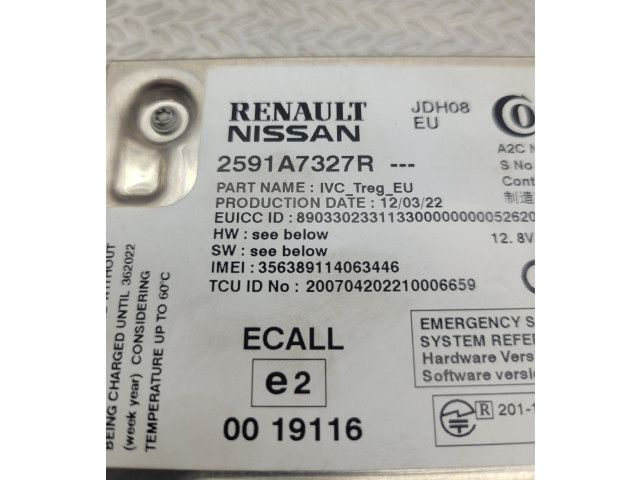 RENAULT
NISSAN
JDH08
EU
2591A7327R ---
PART NAME : IVC_Treg_EU
PRODUCTION DATE : 12/03/22
EUICC ID : 8903302331133000000000052620
HW : see below
SW : see below
IMEI : 356389114063446
TCU ID No : 200704202210006659
A2C N
S No
Cont
制造
12. 8V
ECALL
e2
00 19116
EMERGENCY S
SYSTEM REFE
Hardware Vers
Software versio
R 201-1
WITHOUT
BEING CHARGED UNTIL 362022
(week year) CONSIDERING
TEMPERATURE UP TO 60°C